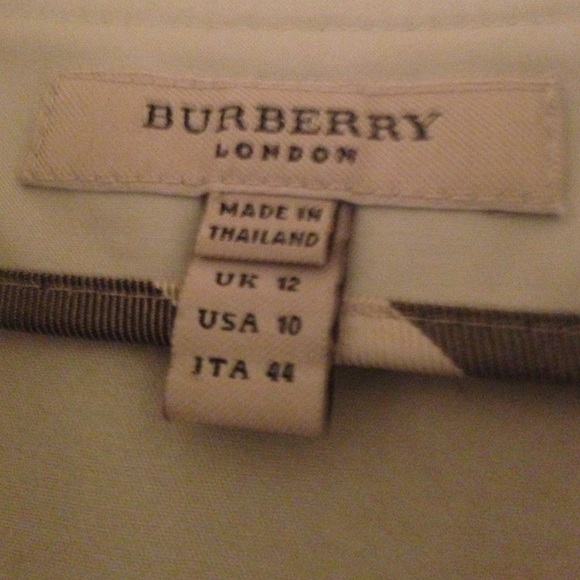 BURBERRY
LONDON
MADE IN
THAILAND
UK 12
USA 10
ITA 44